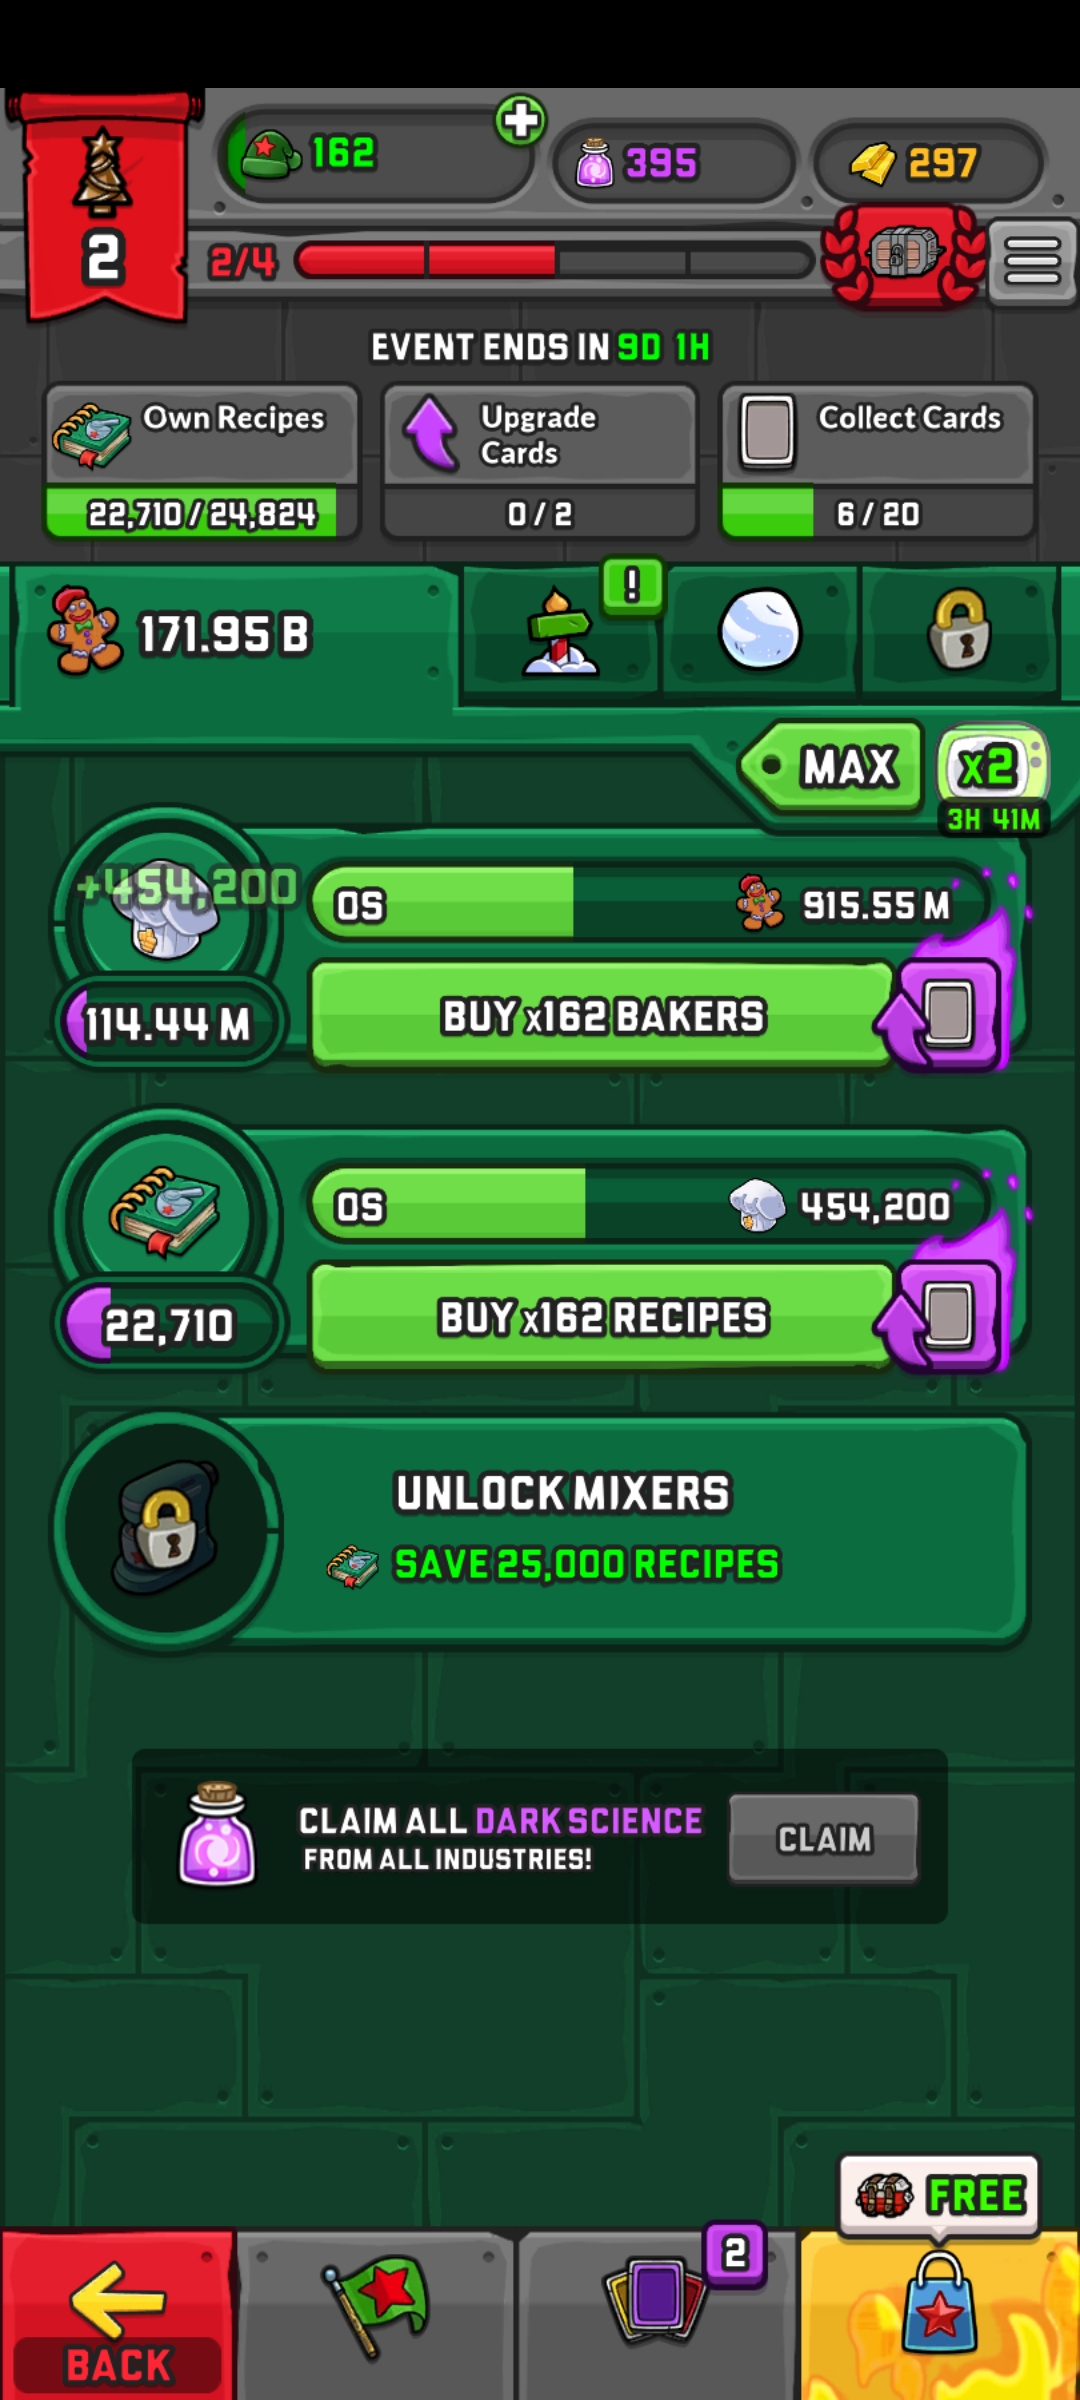 162
395
297
2
2/4
EVENT ENDS IN 9D 1H
Own Recipes
22,710/24,824
Upgrade
Cards
0/2
Collect Cards
6/20
171.95 B
!
MAX
x2
3H 41M
+454,200
0S
915.55 M
114.44 M
BUY x162 BAKERS
0S
454,200
22,710
BUY x162 RECIPES
UNLOCK MIXERS
SAVE 25,000 RECIPES
CLAIM ALL DARK SCIENCE
FROM ALL INDUSTRIES!
CLAIM
FREE
2
BACK